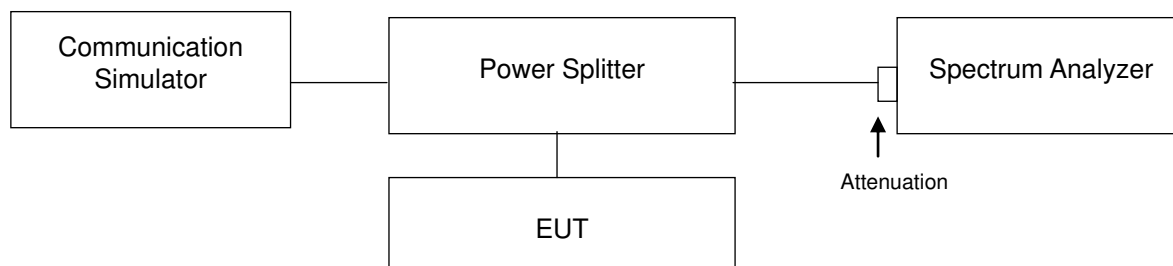 Communication
Simulator
Power Splitter
Spectrum Analyzer
Attenuation
EUT